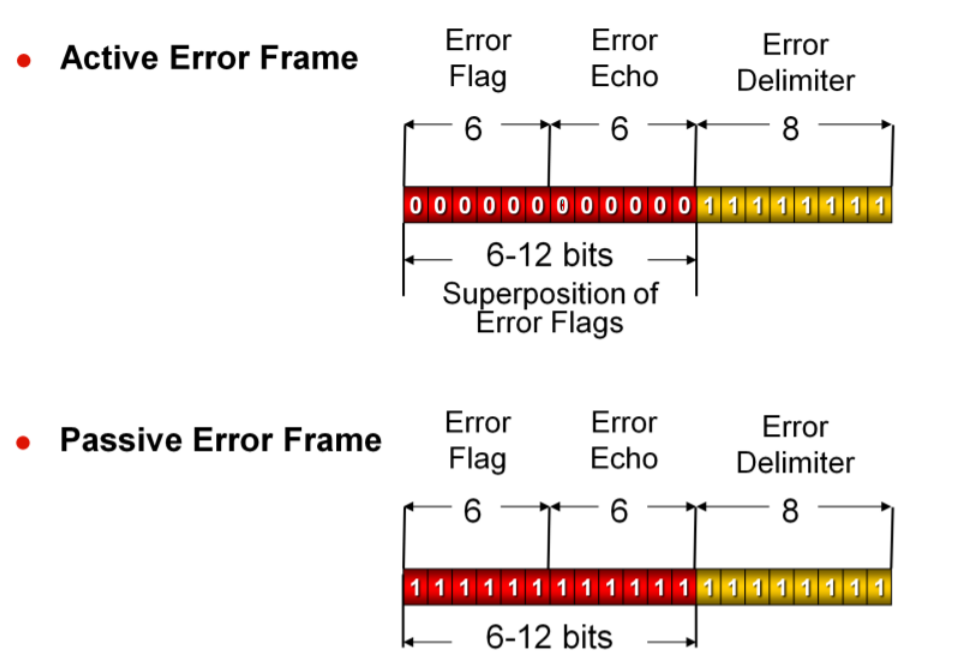 • Active Error Frame
Error Flag
Error Echo
Error Delimiter
6
6
8
0 0 0 0 0 0 0 0 0 0 0 0 1 1 1 1 1 1 1 1
6-12 bits
Superposition of
Error Flags
• Passive Error Frame
Error Flag
Error Echo
Error Delimiter
6
6
8
1 1 1 1 1 1 1 1 1 1 1 1 1 1 1 1 1 1 1 1
6-12 bits